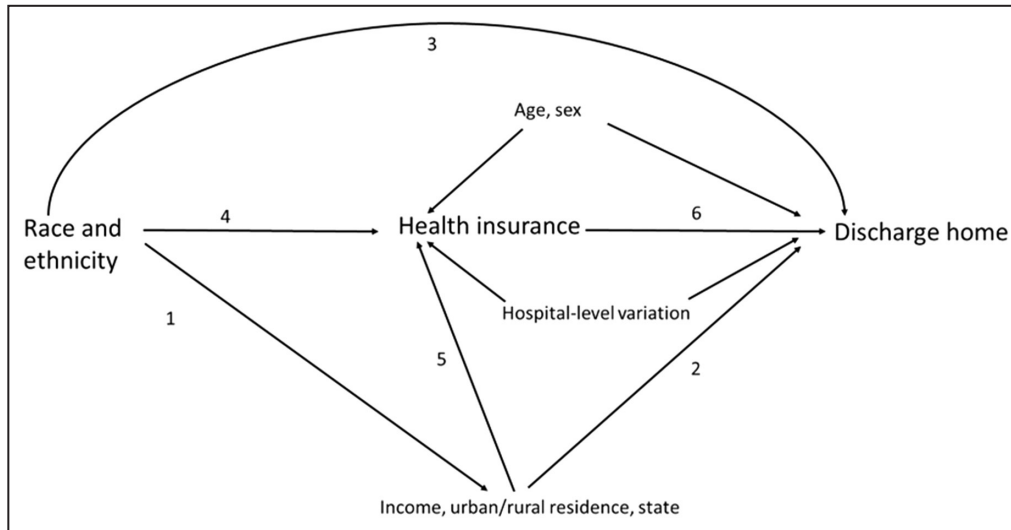 3
Age, sex
4
Health insurance
6
Race and
ethnicity
Discharge home
1
Hospital-level variation
5
2
Income, urban/rural residence, state